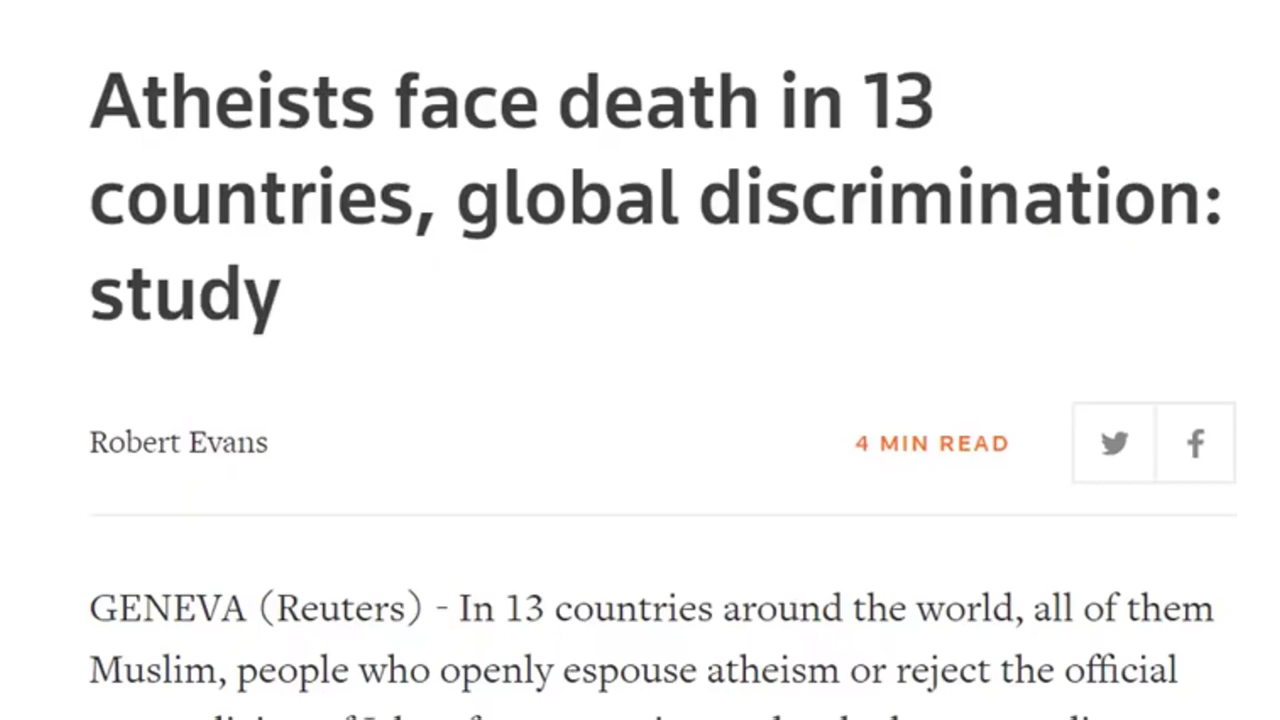 Atheists face death in 13
countries, global discrimination:
study
Robert Evans
4 MIN READ
GENEVA (Reuters) - In 13 countries around the world, all of them
Muslim, people who openly espouse atheism or reject the official